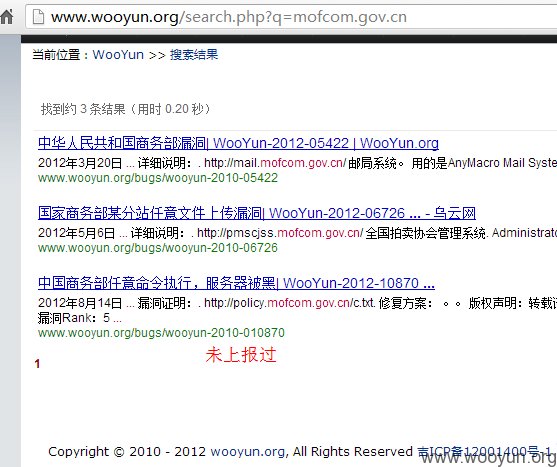 www.wooyun.org/search.php?q=mofcom.gov.cn
当前位置：WooYun >> 搜索结果
找到约 3 条结果（用时 0.20 秒）
中华人民共和国商务部漏洞| WooYun-2012-05422 | WooYun.org
2012年3月20日 ... 详细说明：. http://mail.mofcom.gov.cn/ 邮局系统。 用的是AnyMacro Mail Syste
www.wooyun.org/bugs/wooyun-2010-05422
国家商务部某分站任意文件上传漏洞| WooYun-2012-06726 ... - 乌云网
2012年5月6日 ... 详细说明：. http://pmscjss.mofcom.gov.cn/ 全国拍卖协会管理系统. Administrato
www.wooyun.org/bugs/wooyun-2010-06726
中国商务部任意命令执行，服务器被黑| WooYun-2012-10870 ...
2012年8月14日 ... 漏洞证明：. http://policy.mofcom.gov.cn/c.txt. 修复方案： 。。 版权声明：转载
漏洞Rank：5 ...
www.wooyun.org/bugs/wooyun-2010-010870
未上报过
1
Copyright © 2010 - 2012 wooyun.org, All Rights Reserved 京ICP备12001400号-1
www.wooyun.org